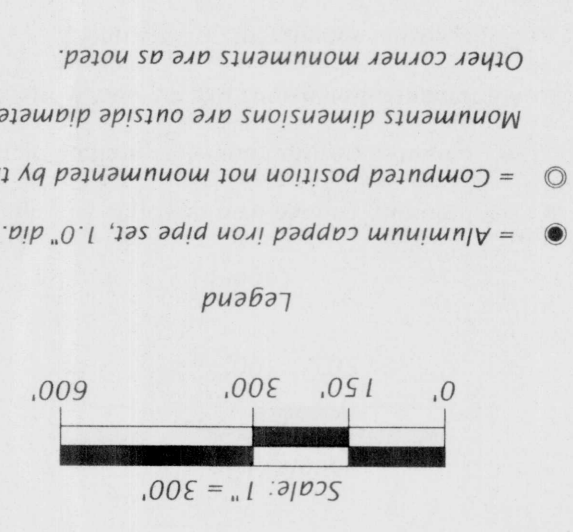 Scale: 1" = 300'
0' 150' 300' 600'
Legend
= Aluminum capped iron pipe set, 1.0" dia.
= Computed position not monumented by
Monuments dimensions are outside
Other corner monuments are as noted.